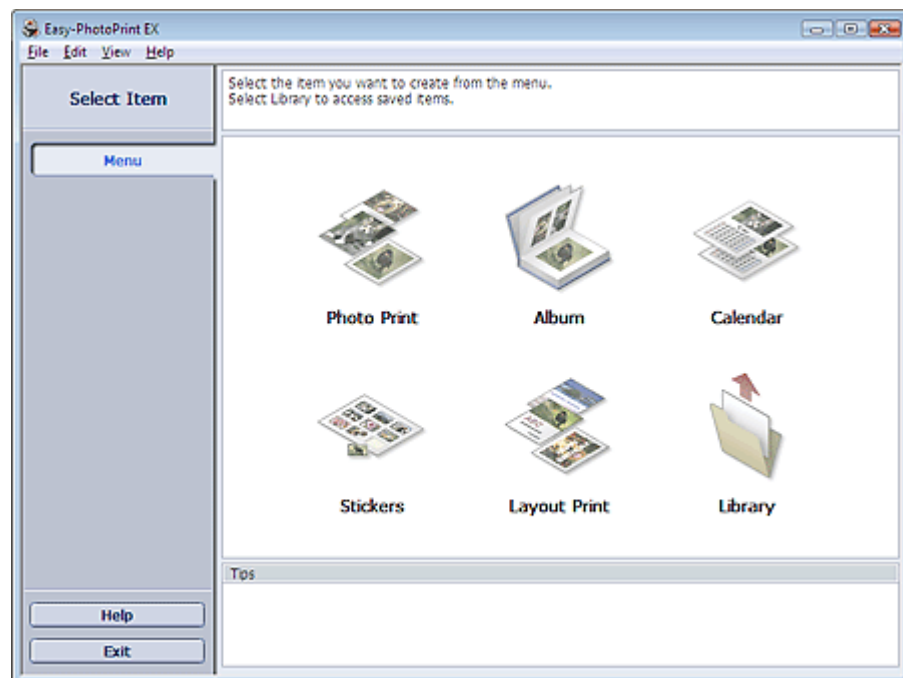 Easy-PhotoPrint EX
File Edit View Help
Select Item
Select the item you want to create from the menu.
Select Library to access saved items.
Menu
Photo Print
Album
Calendar
Stickers
Layout Print
Library
Tips
Help
Exit